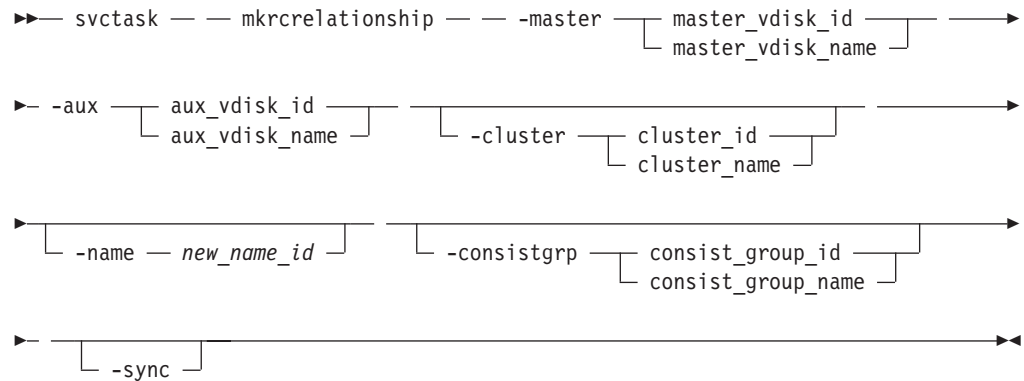 svctask mkrcrelationship -master master_vdisk_id
master_vdisk_name
-aux aux_vdisk_id -cluster cluster_id
aux_vdisk_name cluster_name
-name new_name_id -consistgrp consist_group_id
consist_group_name
-sync